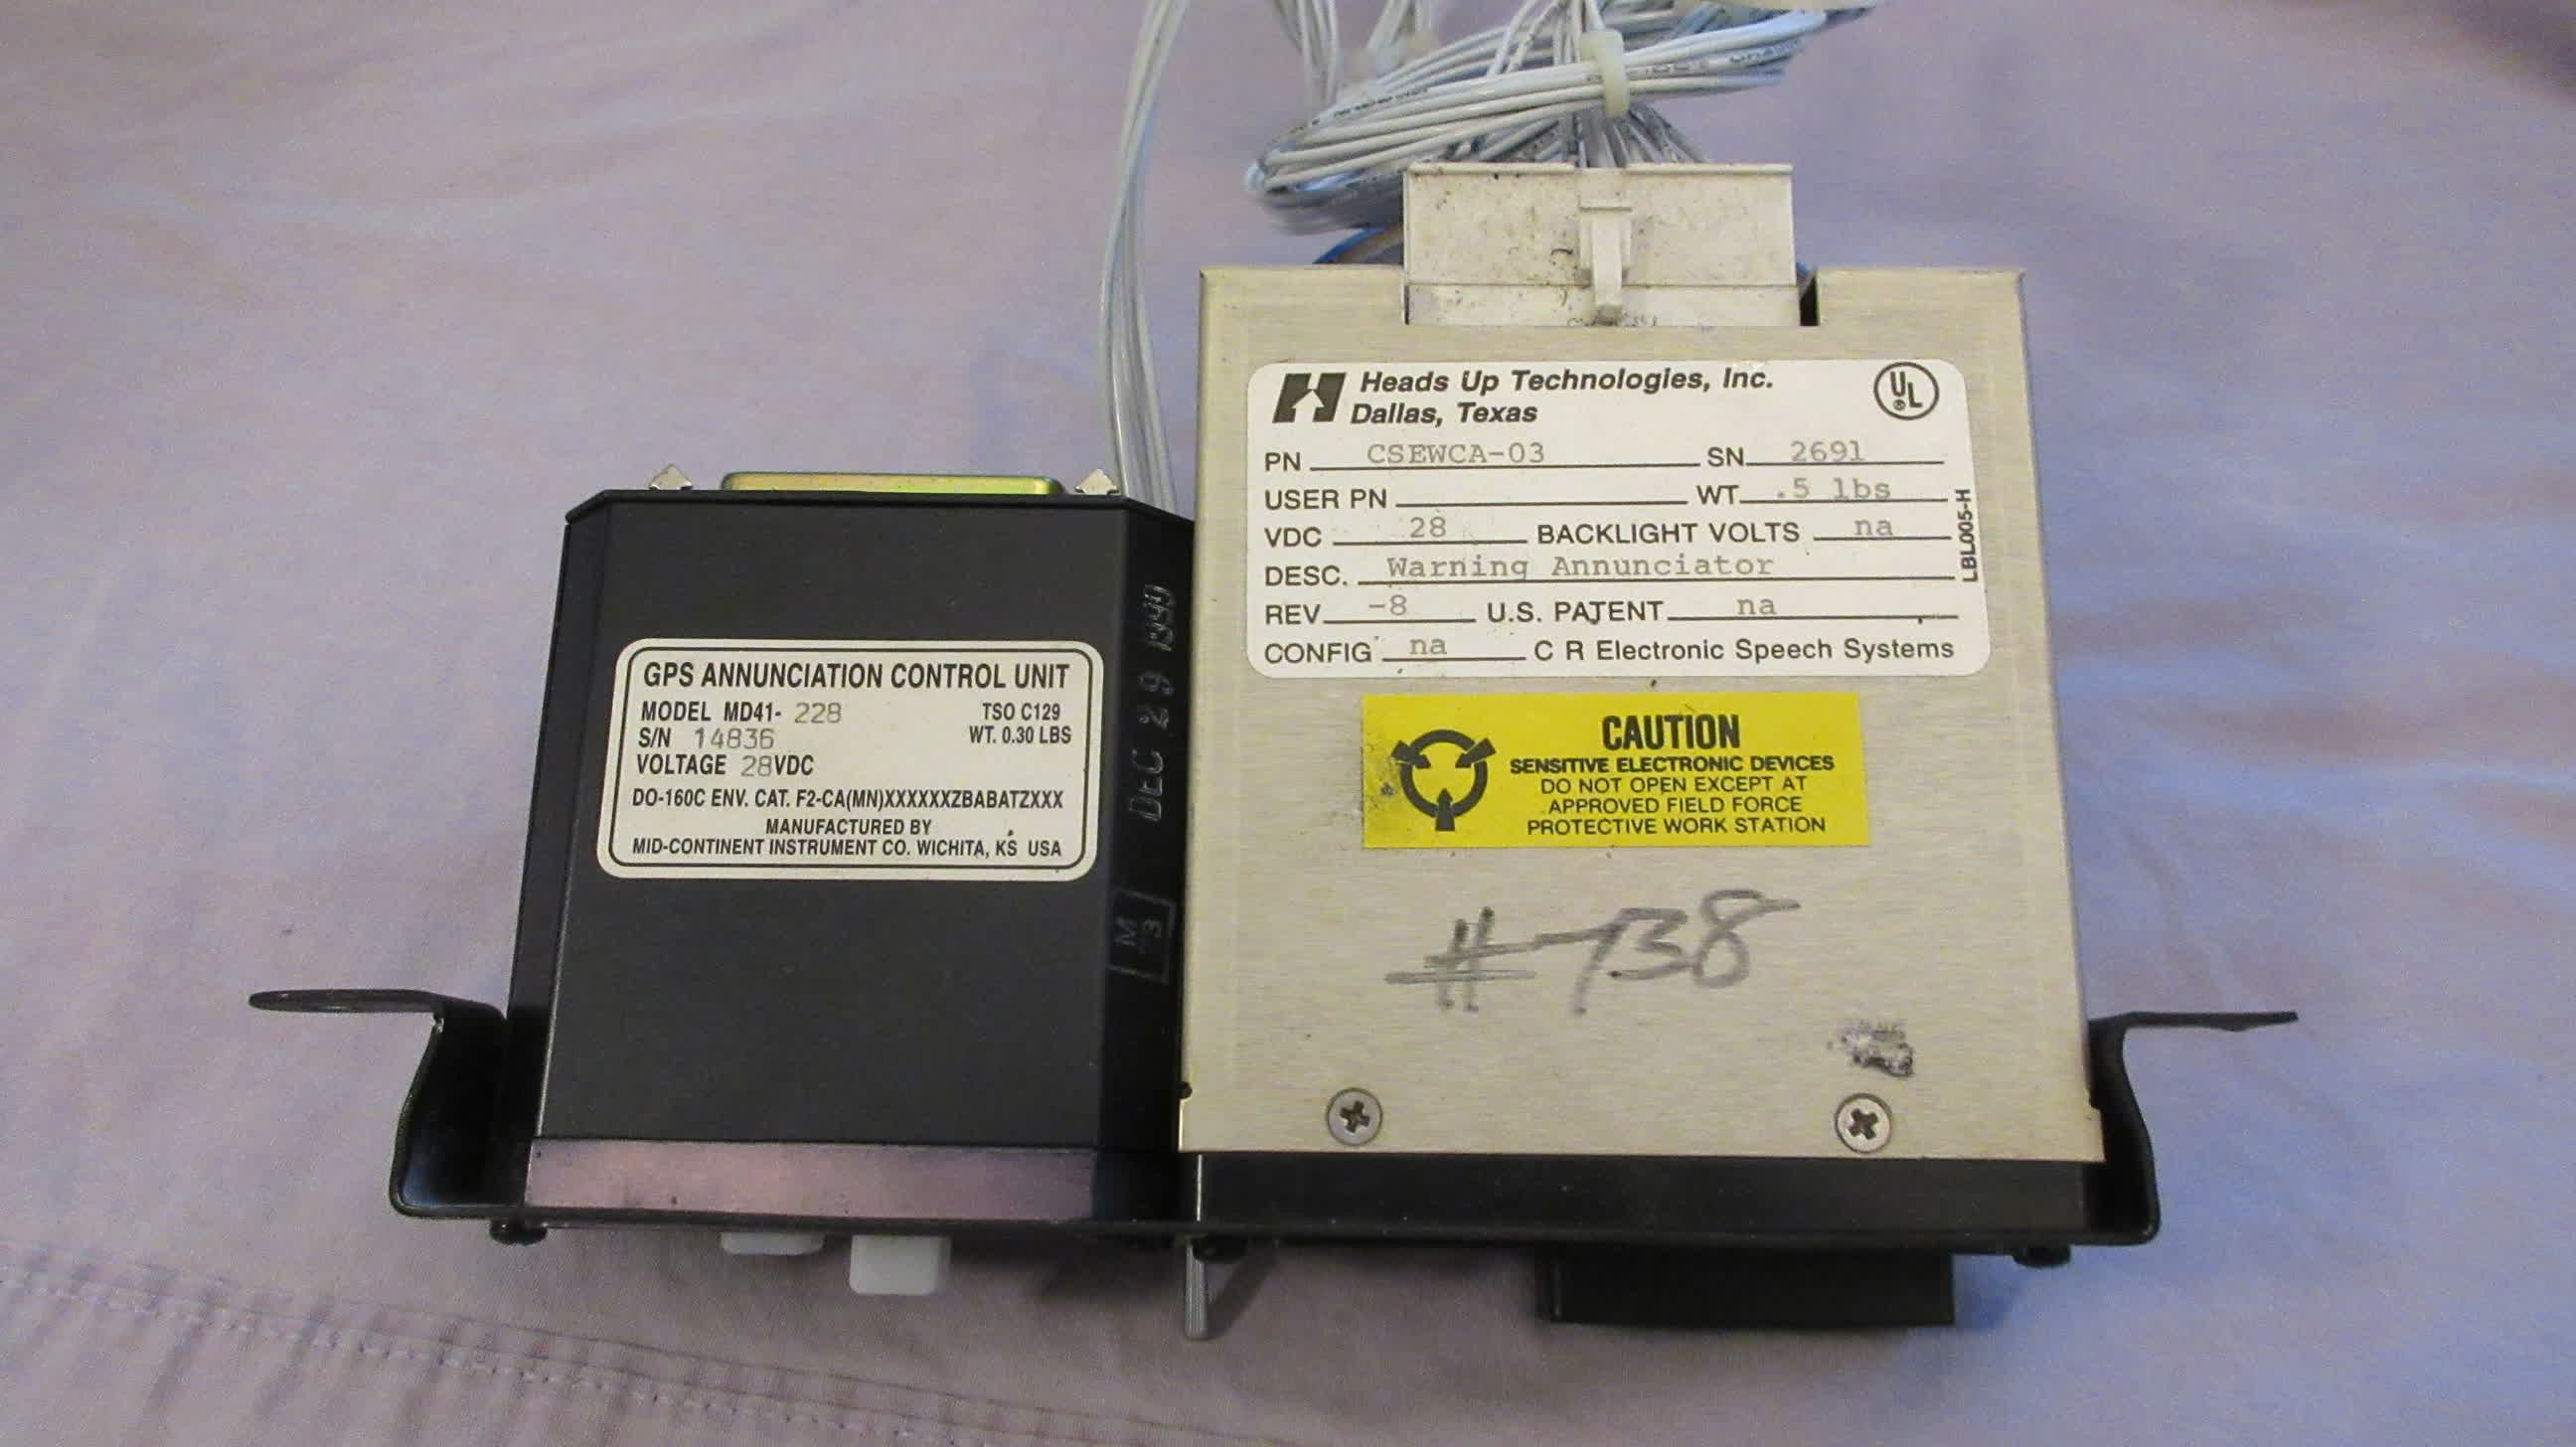 GPS ANNUNCIATION CONTROL UNIT
MODEL MD41- 228 TSO C129
S/N 14836 WT. 0.30 LBS
VOLTAGE 28VDC
DO-160C ENV. CAT. F2-CA(MN)XXXXXXZBABATZXXX
MANUFACTURED BY
MID-CONTINENT INSTRUMENT CO. WICHITA, KS USA
DEC 29 1999
M
3
Heads Up Technologies, Inc.
Dallas, Texas
UL
PN CSEWCA-03 SN 2691
USER PN WT .5 lbs
VDC 28 BACKLIGHT VOLTS na
DESC. Warning Annunciator
REV -8 U.S. PATENT na
CONFIG na C R Electronic Speech Systems
LBL005-H
CAUTION
SENSITIVE ELECTRONIC DEVICES
DO NOT OPEN EXCEPT AT
APPROVED FIELD FORCE
PROTECTIVE WORK STATION
#738